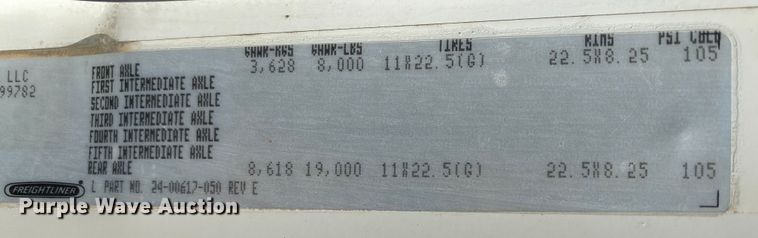 GAWR-KGS GAWR-LBS TIRES RIMS PSI COLD
LLC FRONT AXLE 3,628 8,000 11X22.5(G) 22.5X8.25 105
99782 FIRST INTERMEDIATE AXLE
SECOND INTERMEDIATE AXLE
THIRD INTERMEDIATE AXLE
FOURTH INTERMEDIATE AXLE
FIFTH INTERMEDIATE AXLE
REAR AXLE 8,618 19,000 11X22.5(G) 22.5X8.25 105
FREIGHTLINER L PART NO. 24-00617-050 REV E
Purple Wave Auction